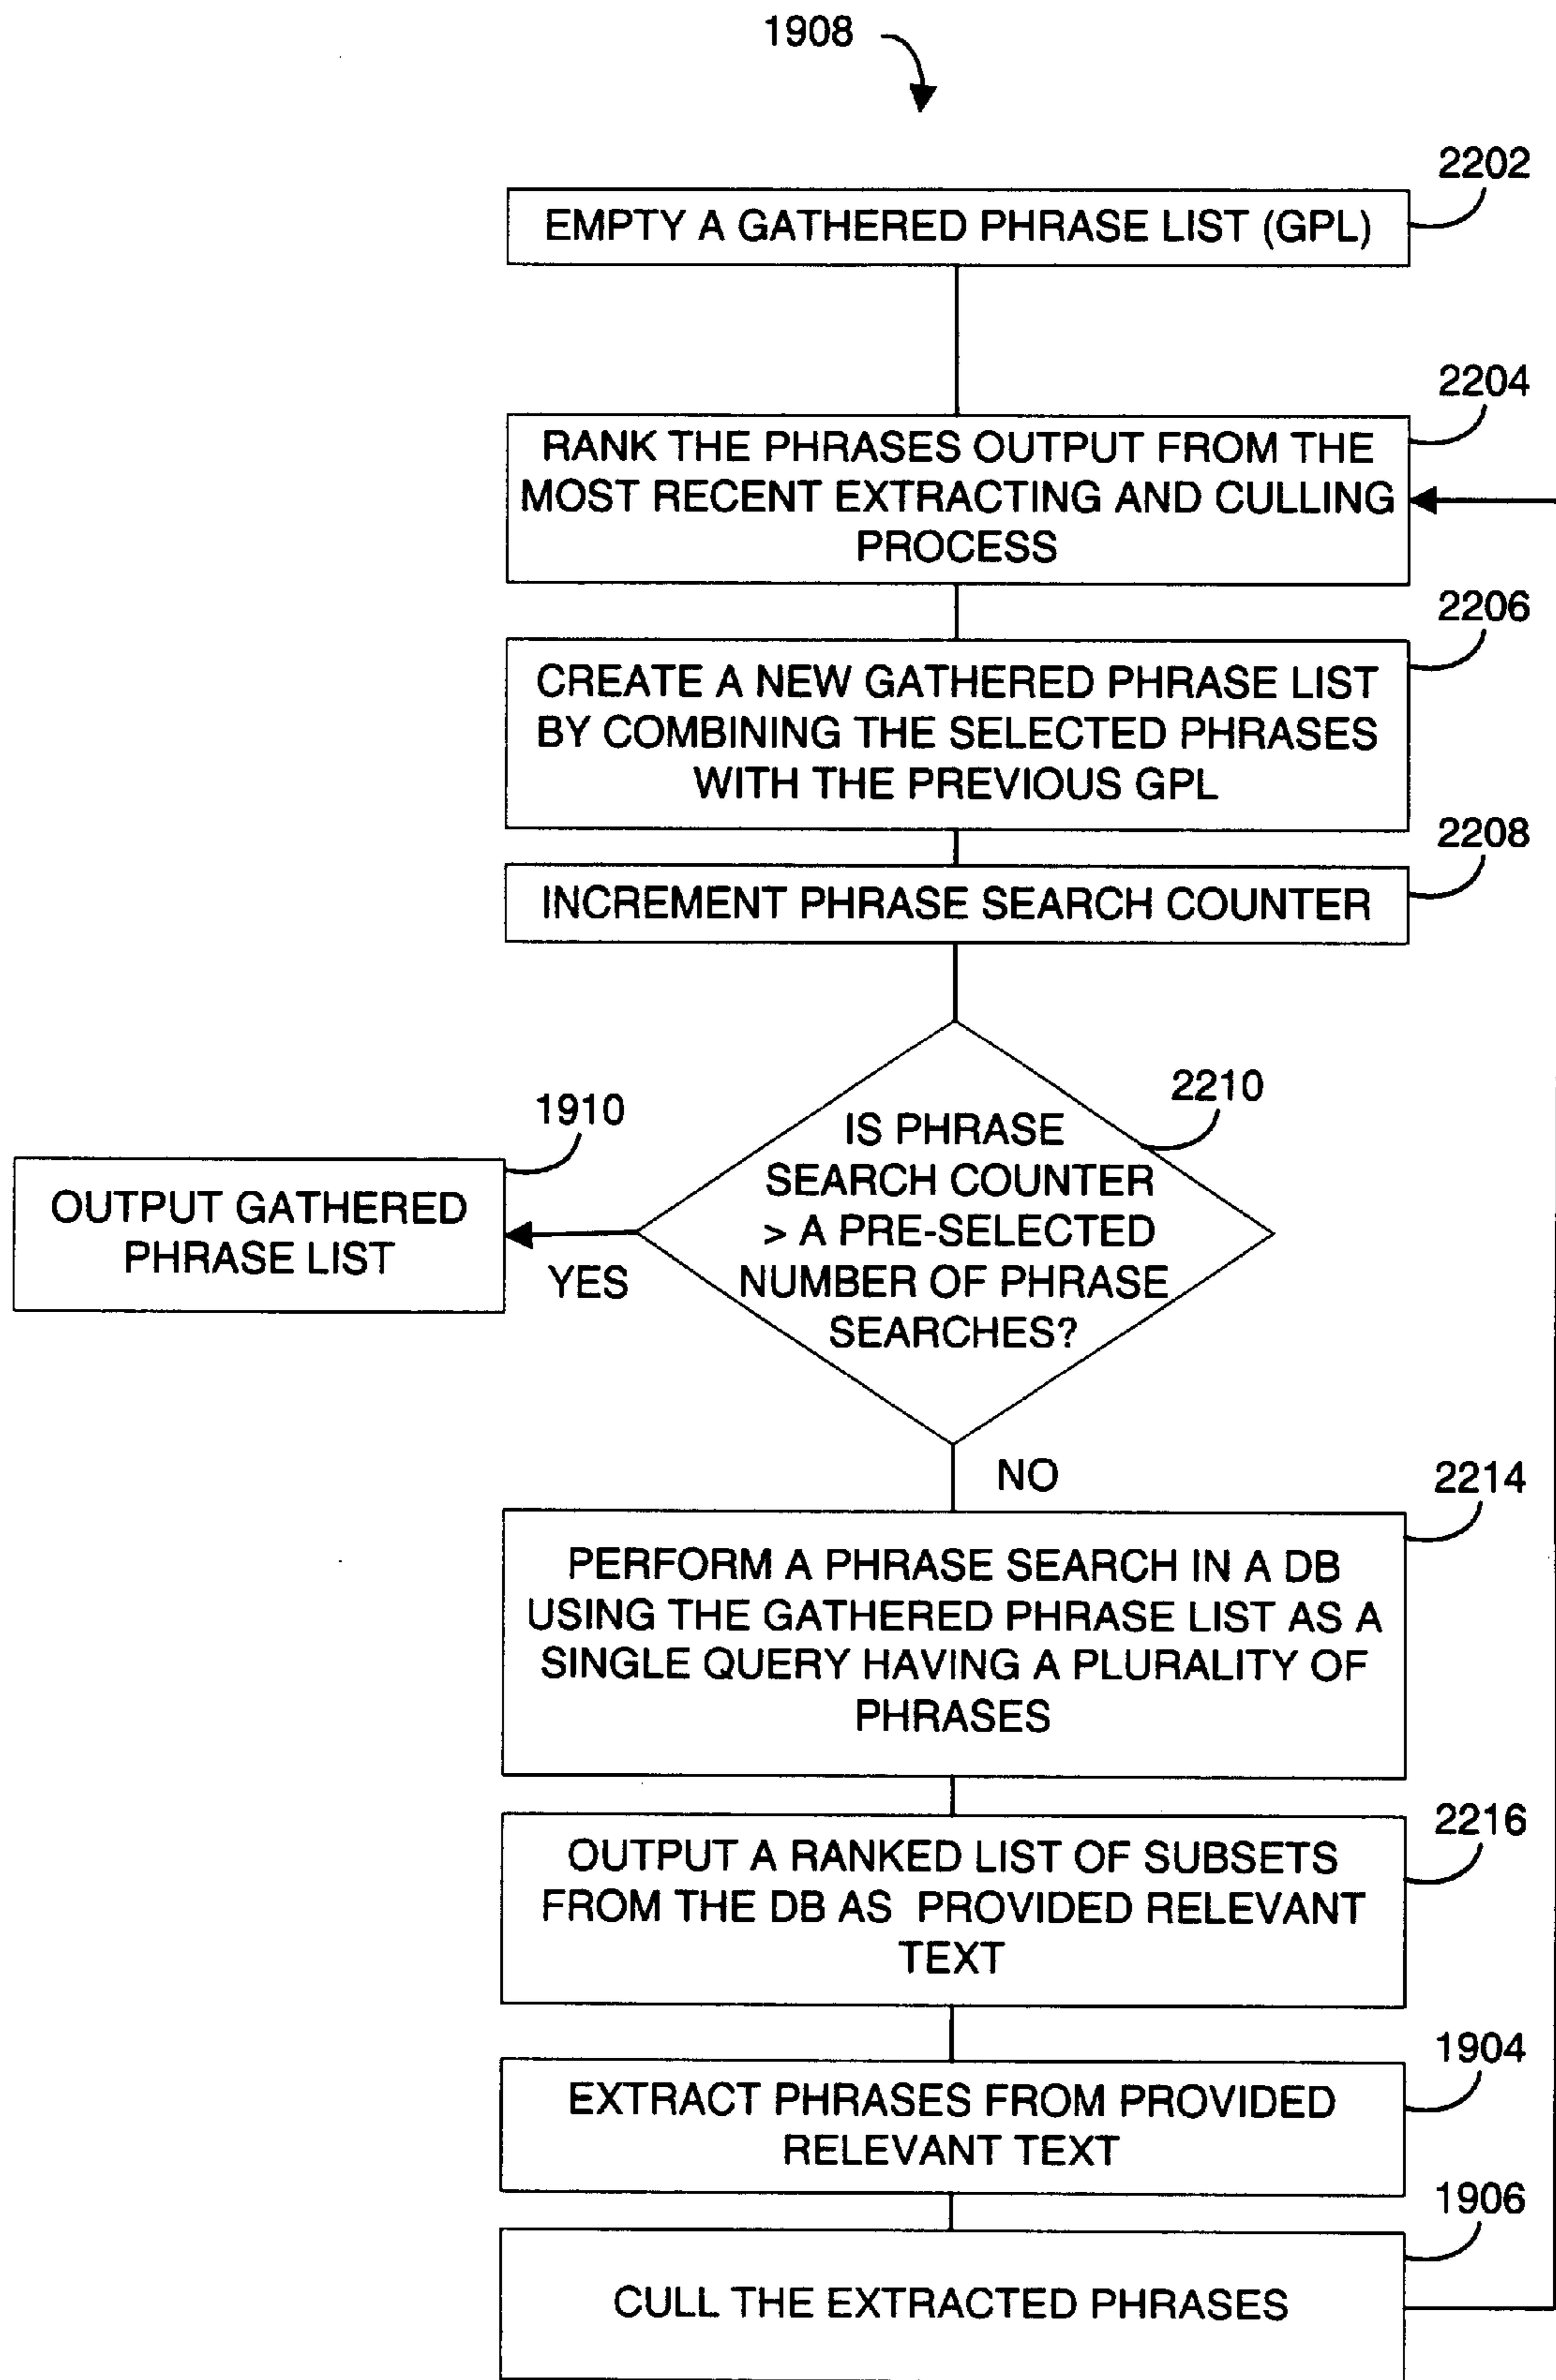 1908
2202
EMPTY A GATHERED PHRASE LIST (GPL)
2204
RANK THE PHRASES OUTPUT FROM THE
MOST RECENT EXTRACTING AND CULLING
PROCESS
2206
CREATE A NEW GATHERED PHRASE LIST
BY COMBINING THE SELECTED PHRASES
WITH THE PREVIOUS GPL
2208
INCREMENT PHRASE SEARCH COUNTER
2210
IS PHRASE
SEARCH COUNTER
> A PRE-SELECTED
NUMBER OF PHRASE
SEARCHES?
1910
OUTPUT GATHERED
PHRASE LIST
YES
NO
2214
PERFORM A PHRASE SEARCH IN A DB
USING THE GATHERED PHRASE LIST AS A
SINGLE QUERY HAVING A PLURALITY OF
PHRASES
2216
OUTPUT A RANKED LIST OF SUBSETS
FROM THE DB AS PROVIDED RELEVANT
TEXT
1904
EXTRACT PHRASES FROM PROVIDED
RELEVANT TEXT
1906
CULL THE EXTRACTED PHRASES